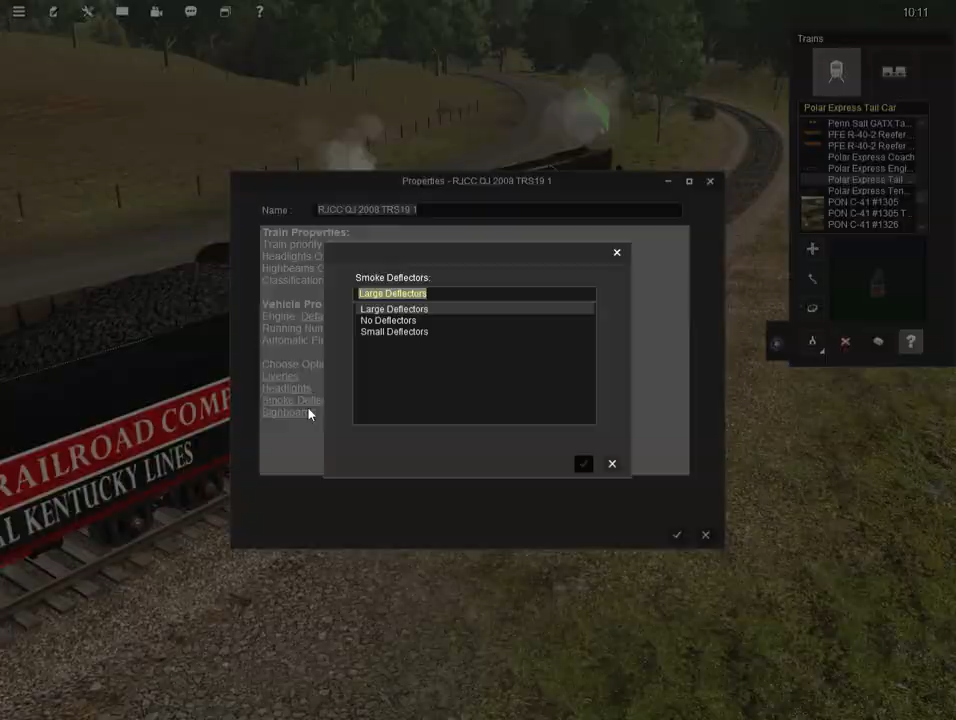 10:11
Trains
Polar Express Tail Car
Penn Salt GATX Ta...
PFE R-40-2 Reefer...
PFE R-40-2 Reefer...
Polar Express Coach
Polar Express Engi...
Polar Express Tail ...
Polar Express Ten...
PON C-41 #1305
PON C-41 #1305 T...
PON C-41 #1326
Properties - RJCC QJ 2008 TRS19 1
Name :
RJCC QJ 2008 TRS19 1
Train Properties:
Train priority
Headlights O
Highbeams O
Classification
Vehicle Pro
Engine: Defa
Running Num
Automatic
Choose Opti
Liveries
Headlights
Smoke Defle
Signboard
Smoke Deflectors:
Large Deflectors
Large Deflectors
No Deflectors
Small Deflectors
RAILROAD COMP
AL KENTUCKY LINES